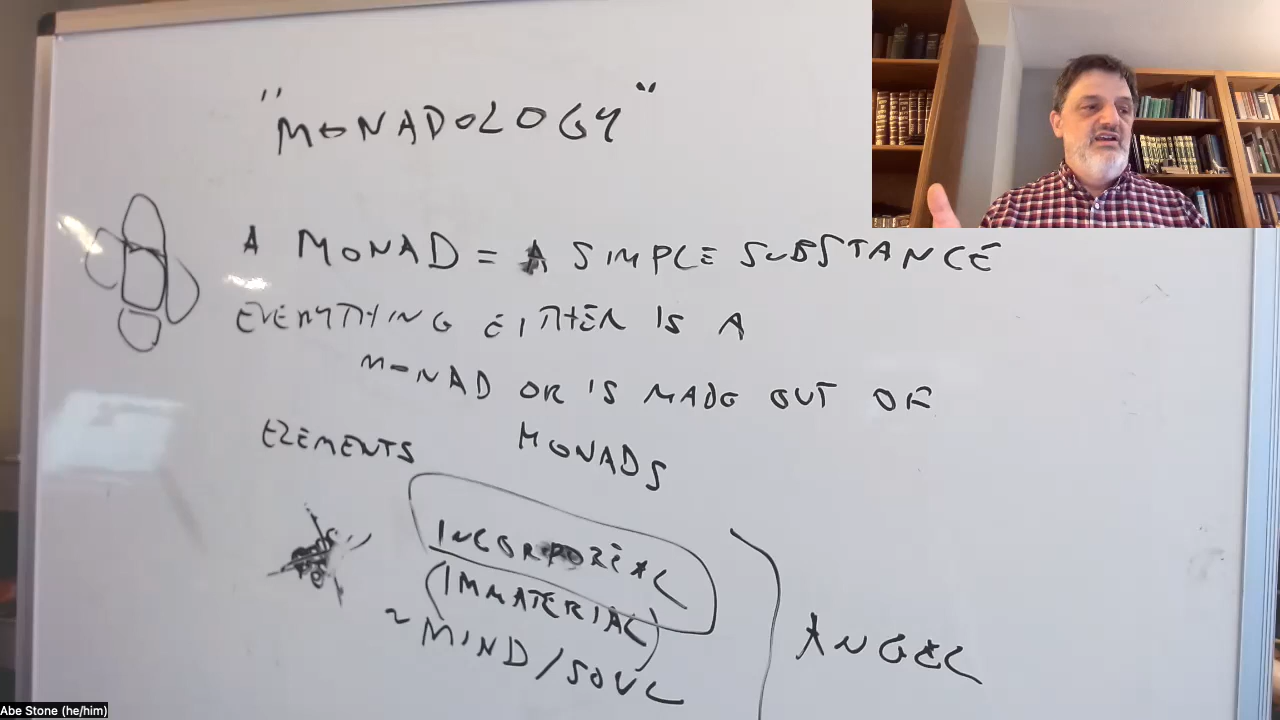 "MONADOLOGY"
A MONAD = A SIMPLE SUBSTANCE
EVERYTHING EITHER IS A
MONAD OR IS MADE OUT OF
MONADS
ELEMENTS
INCORPOREAL
(IMMATERIAL)
~ MIND/SOUL
ANGEL
Abe Stone (he/him)